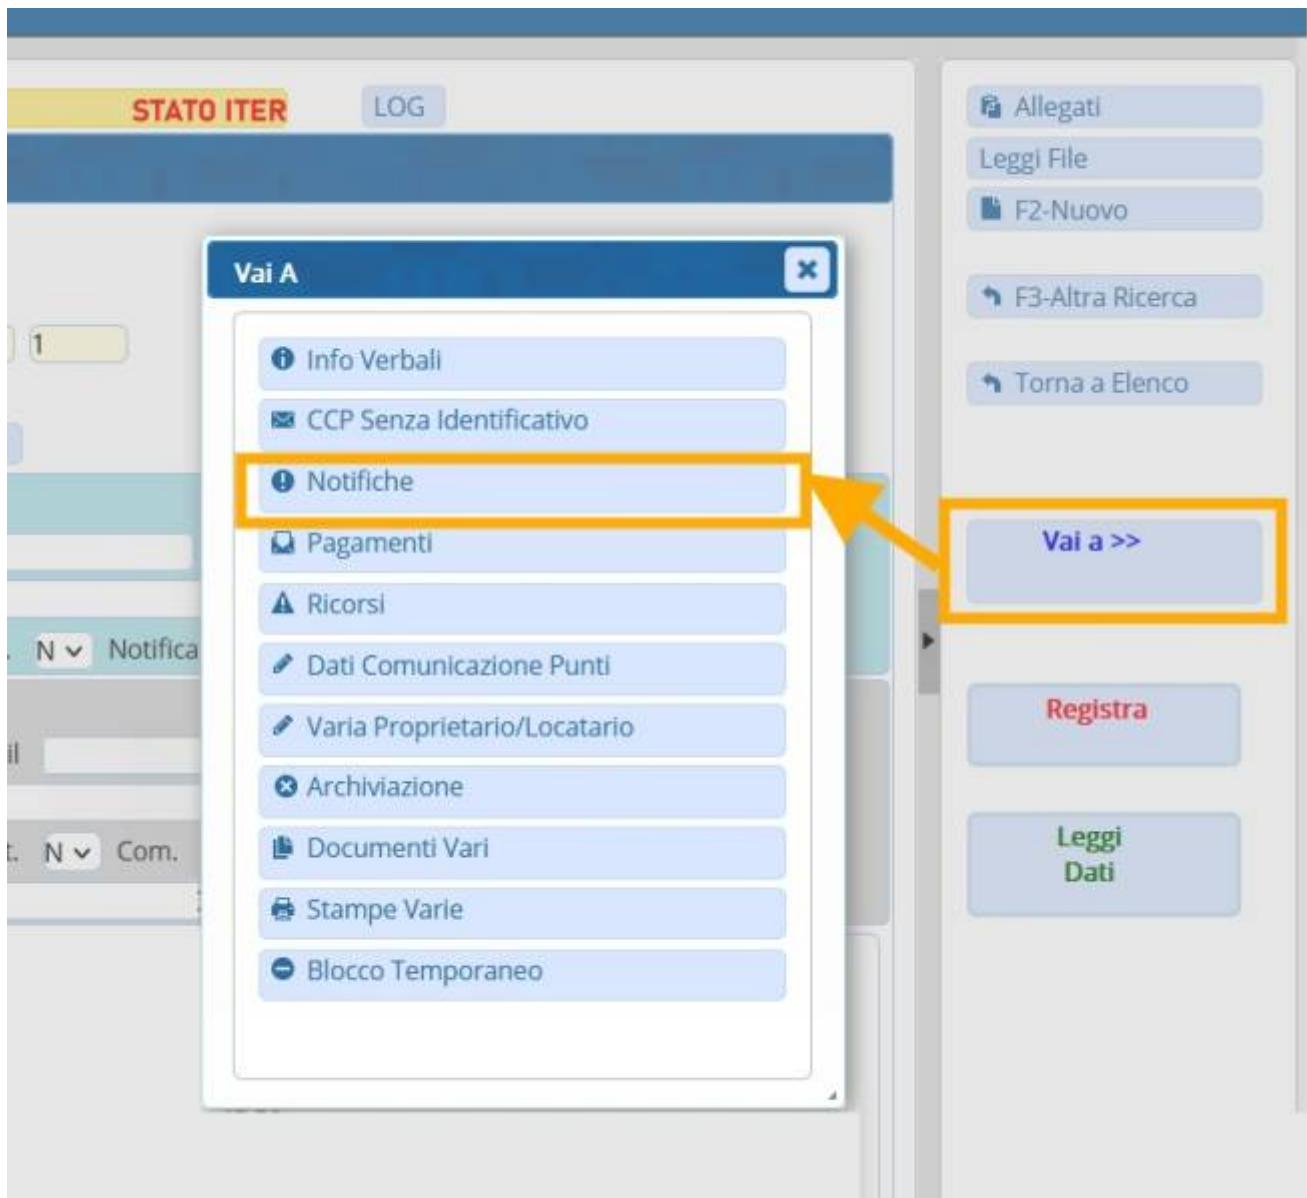 STATO ITER
LOG
Allegati
Leggi File
F2-Nuovo
Vai A
F3-Altra Ricerca
1
Info Verbali
Torna a Elenco
CCP Senza Identificativo
Notifiche
Vai a >>
Pagamenti
Ricorsi
N Notifica
Dati Comunicazione Punti
Registra
Varia Proprietario/Locatario
il
Archiviazione
Leggi
Dati
t. N Com.
Documenti Vari
Stampe Varie
Blocco Temporaneo